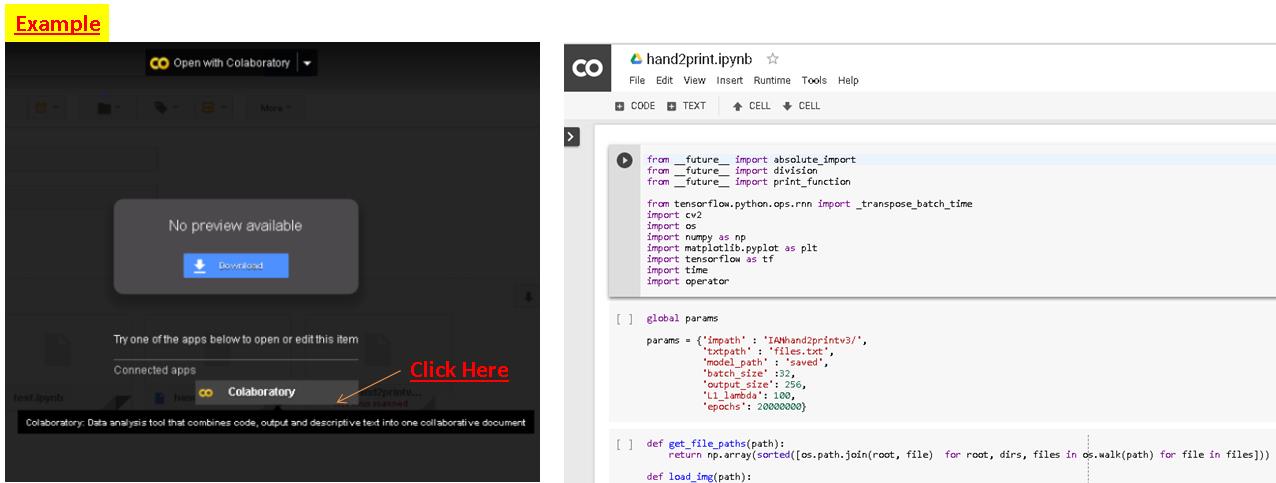 Example
Open with Colaboratory
More
No preview available
Download
Try one of the apps below to open or edit this item
Connected apps
Colaboratory
Click Here
test.ipynb
Colaboratory: Data analysis tool that combines code, output and descriptive text into one collaborative document
CO
hand2print.ipynb
File Edit View Insert Runtime Tools Help
CODE TEXT CELL CELL
from __future__ import absolute_import
from __future__ import division
from __future__ import print_function
from tensorflow.python.ops.rnn import _transpose_batch_time
import cv2
import os
import numpy as np
import matplotlib.pyplot as plt
import tensorflow as tf
import time
import operator
[ ] global params
params = {'impath' : 'IAMhand2printv3/',
'txtpath' : 'files.txt',
'model_path' : 'saved',
'batch_size' :32,
'output_size': 256,
'L1_lambda': 100,
'epochs': 20000000}
[ ] def get_file_paths(path):
return np.array(sorted([os.path.join(root, file) for root, dirs, files in os.walk(path) for file in files]))
def load_img(path):